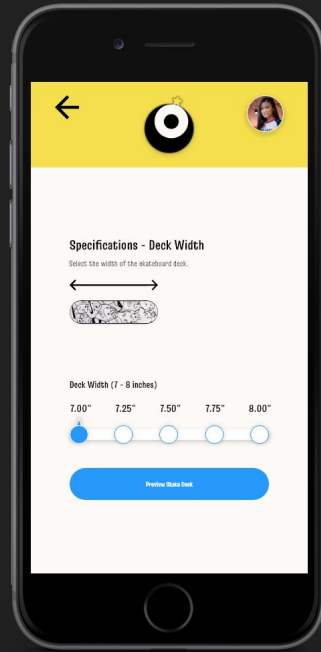 Specifications - Deck Width
Select the width of the skateboard deck.
Deck Width (7 - 8 inches)
7.00" 7.25" 7.50" 7.75" 8.00"
Preview Skate Deck